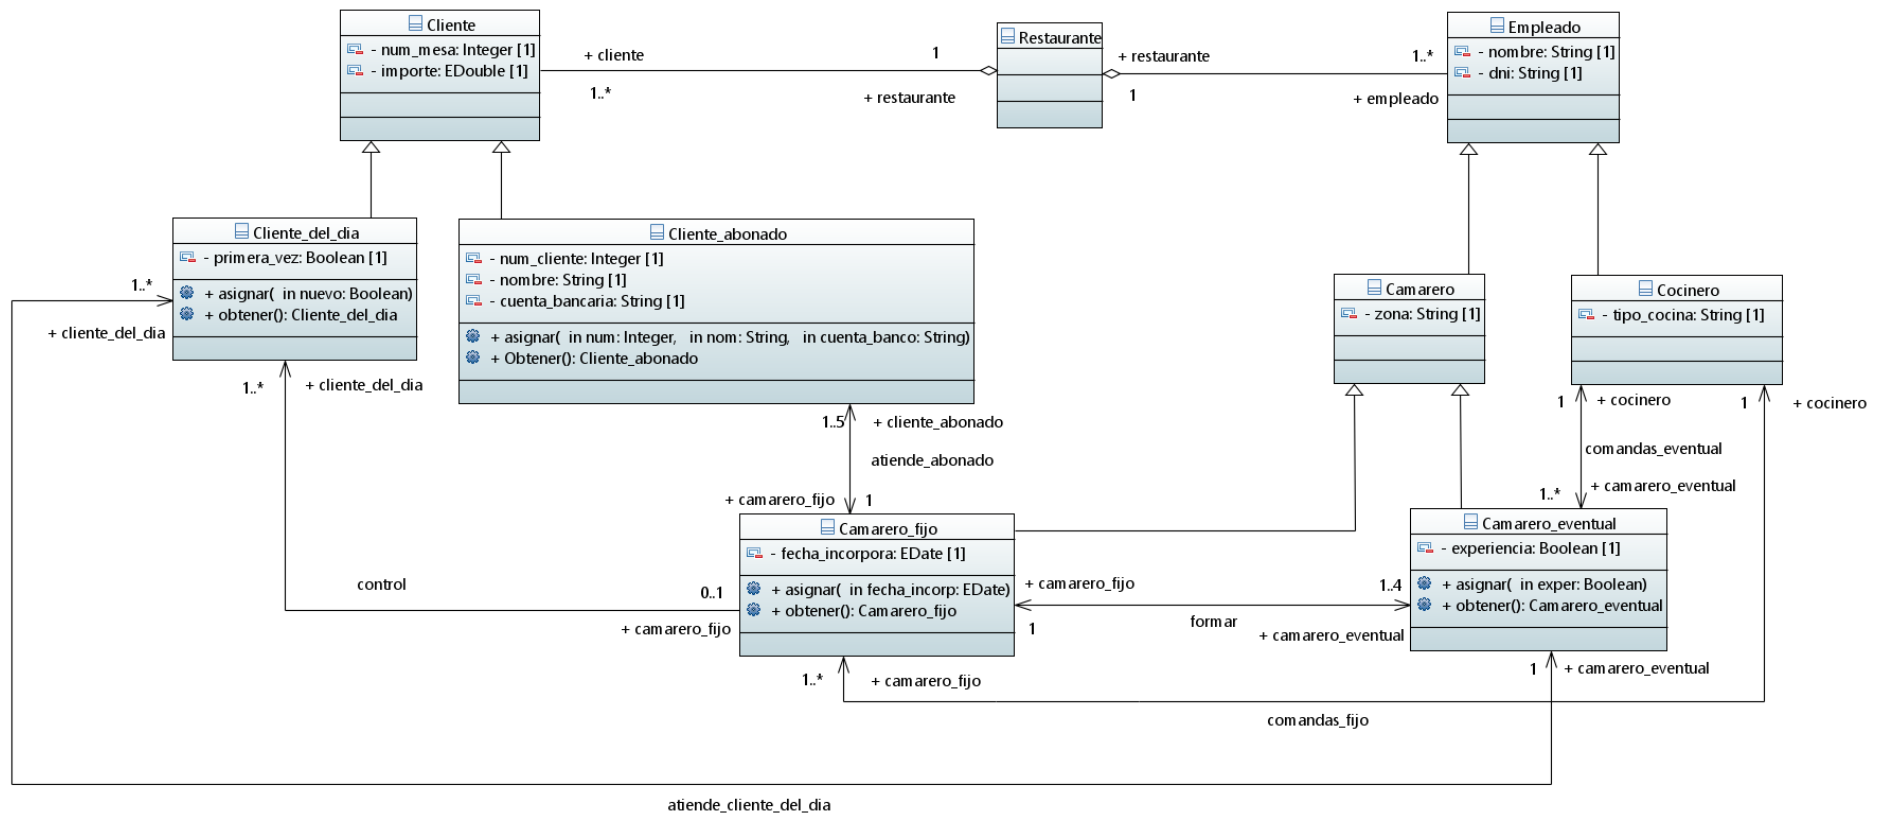 Cliente
- num_mesa: Integer [1]
- importe: EDouble [1]
+ cliente
1..*
1
+ restaurante
Restaurante
+ restaurante
1
1..*
+ empleado
Empleado
- nombre: String [1]
- dni: String [1]
Cliente_del_dia
- primera_vez: Boolean [1]
+ asignar(  in nuevo: Boolean)
+ obtener(): Cliente_del_dia
1..*
+ cliente_del_dia
1..*
+ cliente_del_dia
Cliente_abonado
- num_cliente: Integer [1]
- nombre: String [1]
- cuenta_bancaria: String [1]
+ asignar(  in num: Integer,   in nom: String,   in cuenta_banco: String)
+ Obtener(): Cliente_abonado
1..5
+ cliente_abonado
atiende_abonado
+ camarero_fijo
1
Camarero
- zona: String [1]
Cocinero
- tipo_cocina: String [1]
1
+ cocinero
1
+ cocinero
comandas_eventual
+ camarero_eventual
1..*
Camarero_fijo
- fecha_incorpora: EDate [1]
+ asignar(  in fecha_incorp: EDate)
+ obtener(): Camarero_fijo
control
0..1
+ camarero_fijo
+ camarero_fijo
1
formar
1..4
+ camarero_eventual
Camarero_eventual
- experiencia: Boolean [1]
+ asignar(  in exper: Boolean)
+ obtener(): Camarero_eventual
1
+ camarero_eventual
1..*
+ camarero_fijo
comandas_fijo
atiende_cliente_del_dia